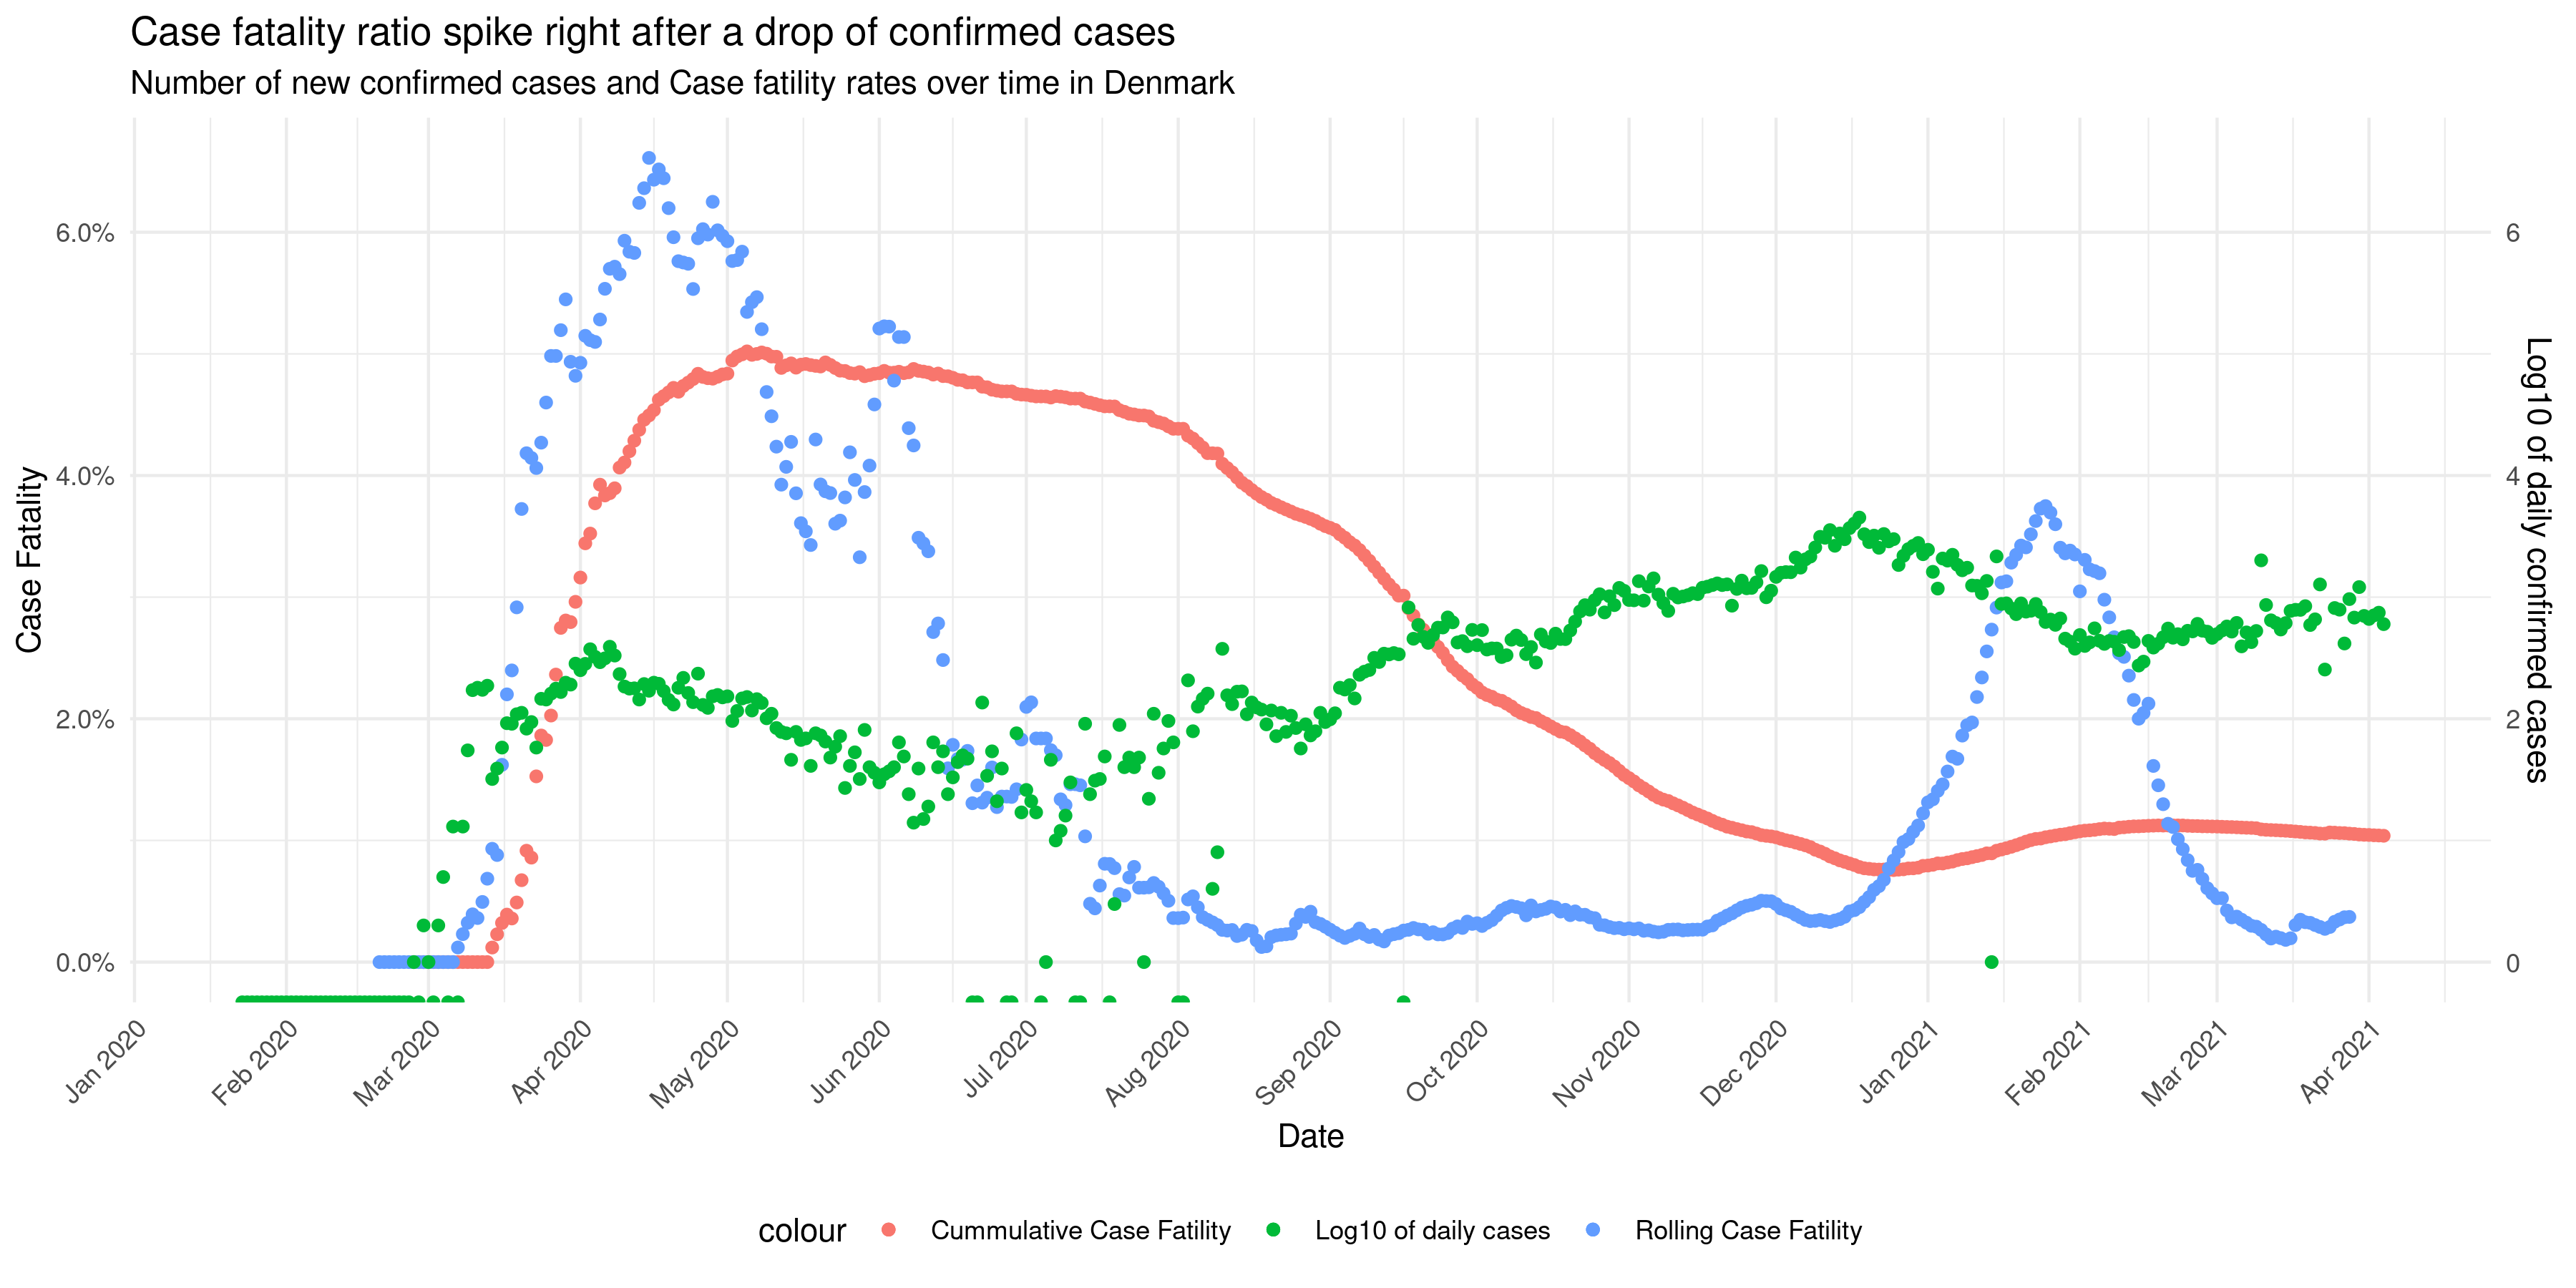 Case fatality ratio spike right after a drop of confirmed cases
Number of new confirmed cases and Case fatility rates over time in Denmark
Case Fatality
6.0%
4.0%
2.0%
0.0%
6
4
2
0
Log10 of daily confirmed cases
Jan 2020
Feb 2020
Mar 2020
Apr 2020
May 2020
Jun 2020
Jul 2020
Aug 2020
Sep 2020
Oct 2020
Nov 2020
Dec 2020
Jan 2021
Feb 2021
Mar 2021
Apr 2021
Date
colour
Cummulative Case Fatility
Log10 of daily cases
Rolling Case Fatility